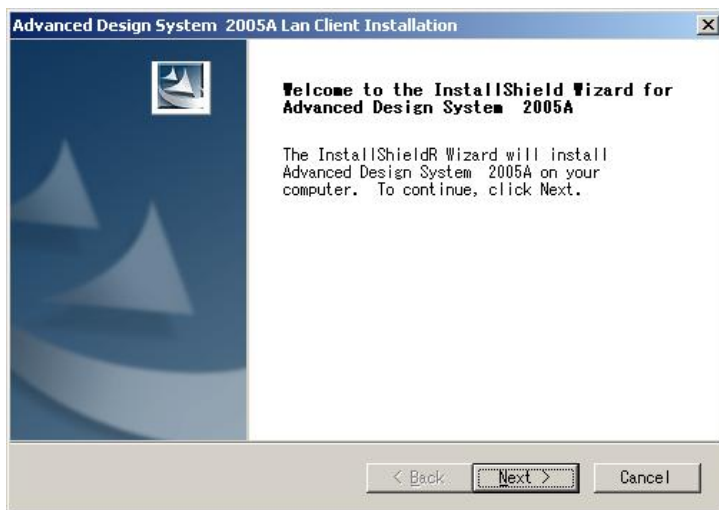 Advanced Design System 2005A Lan Client Installation
Welcome to the InstallShield Wizard for
Advanced Design System 2005A
The InstallShieldR Wizard will install
Advanced Design System 2005A on your
computer. To continue, click Next.
< Back
Next >
Cancel